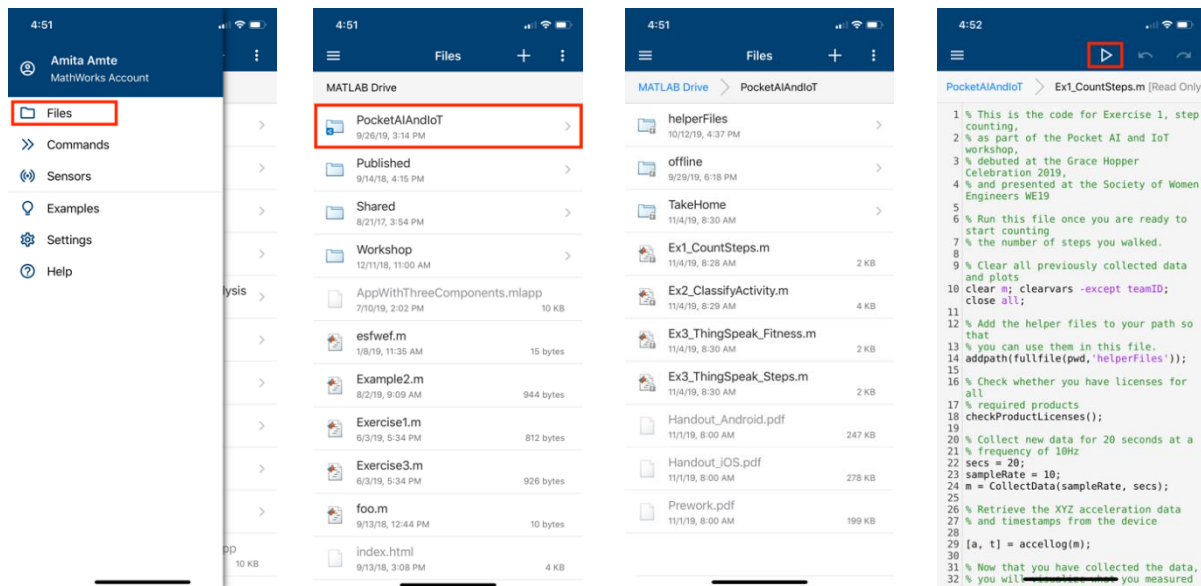 4:51
Amita Amte
MathWorks Account
Files
Commands
Sensors
Examples
Settings
Help
lysis
pp
10 KB
4:51
Files
MATLAB Drive
PocketAIAndIoT
9/26/19, 3:14 PM
Published
9/14/18, 4:15 PM
Shared
8/21/17, 3:54 PM
Workshop
12/11/18, 11:00 AM
AppWithThreeComponents.mlapp
7/10/19, 2:02 PM 10 KB
esfwef.m
1/8/19, 11:35 AM 15 bytes
Example2.m
8/2/19, 9:09 AM 944 bytes
Exercise1.m
6/3/19, 5:34 PM 812 bytes
Exercise3.m
6/3/19, 5:34 PM 926 bytes
foo.m
9/13/18, 12:44 PM 10 bytes
index.html
9/13/18, 3:08 PM 4 KB
4:51
Files
MATLAB Drive PocketAIAndIoT
helperFiles
10/12/19, 4:37 PM
offline
9/29/19, 6:18 PM
TakeHome
11/4/19, 8:30 AM
Ex1_CountSteps.m
11/4/19, 8:28 AM 2 KB
Ex2_ClassifyActivity.m
11/4/19, 8:29 AM 4 KB
Ex3_ThingSpeak_Fitness.m
11/4/19, 8:30 AM 2 KB
Ex3_ThingSpeak_Steps.m
11/4/19, 8:30 AM 2 KB
Handout_Android.pdf
11/1/19, 8:00 AM 247 KB
Handout_iOS.pdf
11/1/19, 8:00 AM 278 KB
Prework.pdf
11/1/19, 8:00 AM 199 KB
4:52
PocketAIAndIoT Ex1_CountSteps.m [Read Only
1 % This is the code for Exercise 1, step
counting,
2 % as part of the Pocket AI and IoT
workshop,
3 % debuted at the Grace Hopper
Celebration 2019,
4 % and presented at the Society of Women
Engineers WE19
5
6 % Run this file once you are ready to
start counting
7 % the number of steps you walked.
8
9 % Clear all previously collected data
and plots
10 clear m; clearvars -except teamID;
close all;
11
12 % Add the helper files to your path so
that
13 % you can use them in this file.
14 addpath(fullfile(pwd,'helperFiles'));
15
16 % Check whether you have licenses for
all
17 % required products
18 checkProductLicenses();
19
20 % Collect new data for 20 seconds at a
21 % frequency of 10Hz
22 secs = 20;
23 sampleRate = 10;
24 m = CollectData(sampleRate, secs);
25
26 % Retrieve the XYZ acceleration data
27 % and timestamps from the device
28
29 [a, t] = accellog(m);
30
31 % Now that you have collected the data,
32 % you will visualize what you measured,